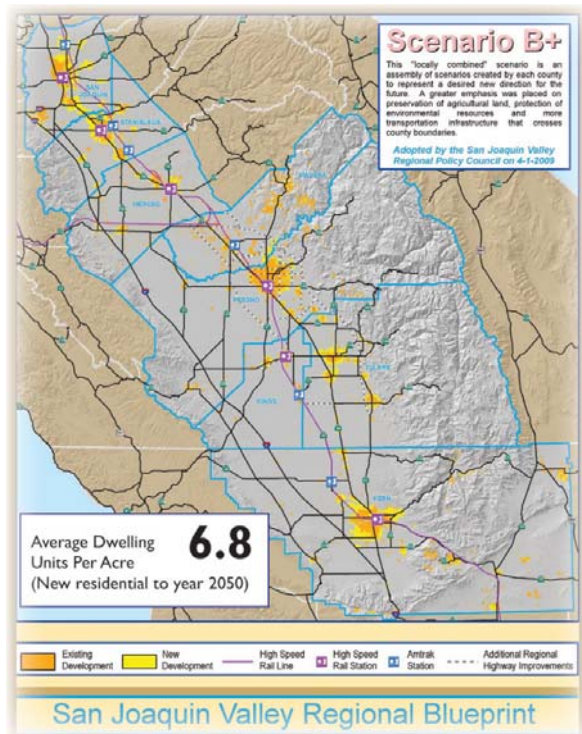 Scenario B+
This "locally combined" scenario is an
assembly of scenarios created by each county
to represent a desired new direction for the
future. A greater emphasis was placed on
preservation of agricultural land, protection of
environmental resources and more
transportation infrastructure that crosses
county boundaries.
Adopted by the San Joaquin Valley
Regional Policy Council on 4-1-2009
SAN
JOAQUIN
STANISLAUS
MERCED
MADERA
FRESNO
TULARE
KINGS
KERN
Average Dwelling
Units Per Acre
(New residential to year 2050)
6.8
Existing
Development
New
Development
High Speed
Rail Line
High Speed
Rail Station
Amtrak
Station
Additional Regional
Highway Improvements
San Joaquin Valley Regional Blueprint